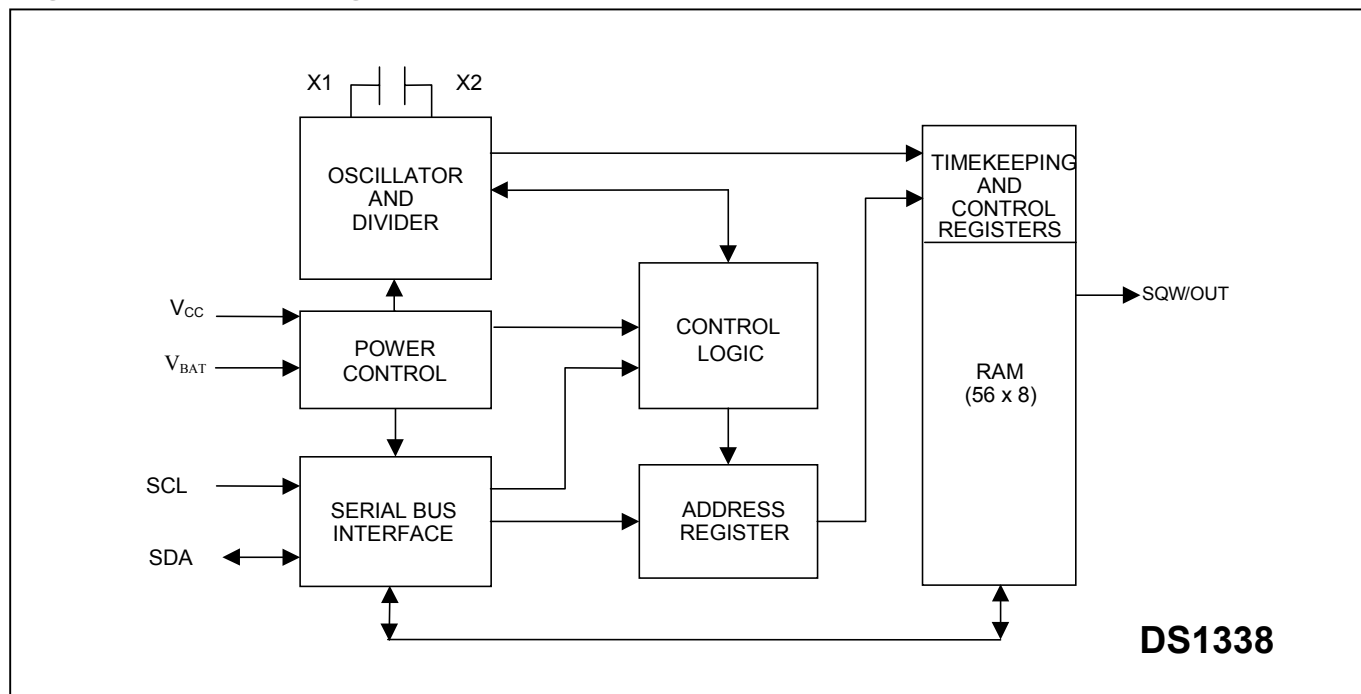 X1
X2
OSCILLATOR
AND
DIVIDER
TIMEKEEPING
AND
CONTROL
REGISTERS
VCC
VBAT
POWER
CONTROL
CONTROL
LOGIC
SQW/OUT
RAM
(56 x 8)
SCL
SDA
SERIAL BUS
INTERFACE
ADDRESS
REGISTER
DS1338